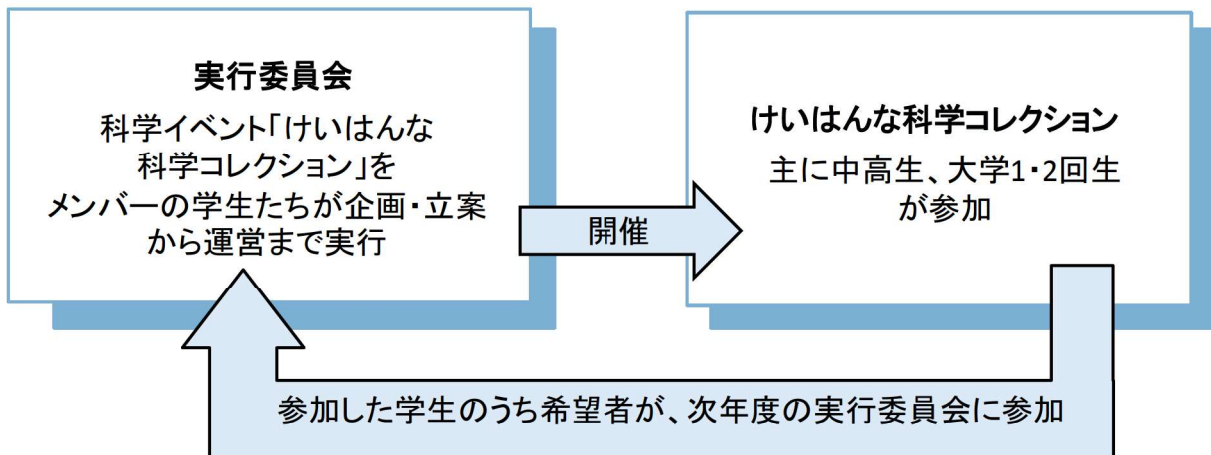 実行委員会
科学イベント「けいはんな
科学コレクション」を
メンバーの学生たちが企画・立案
から運営まで実行
開催
けいはんな科学コレクション
主に中高生、大学1・2回生
が参加
参加した学生のうち希望者が、次年度の実行委員会に参加